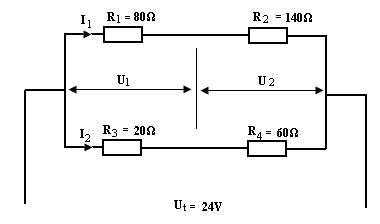 I₁ R₁ = 80Ω R₂ = 140Ω
U₁ U₂
I₂ R₃ = 20Ω R₄ = 60Ω
Uₜ = 24V